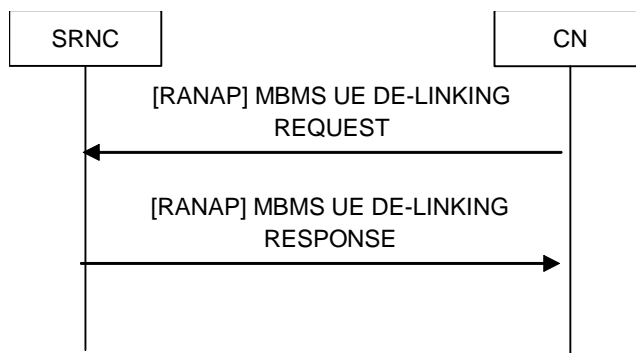 SRNC
CN
[RANAP] MBMS UE DE-LINKING
REQUEST
[RANAP] MBMS UE DE-LINKING
RESPONSE